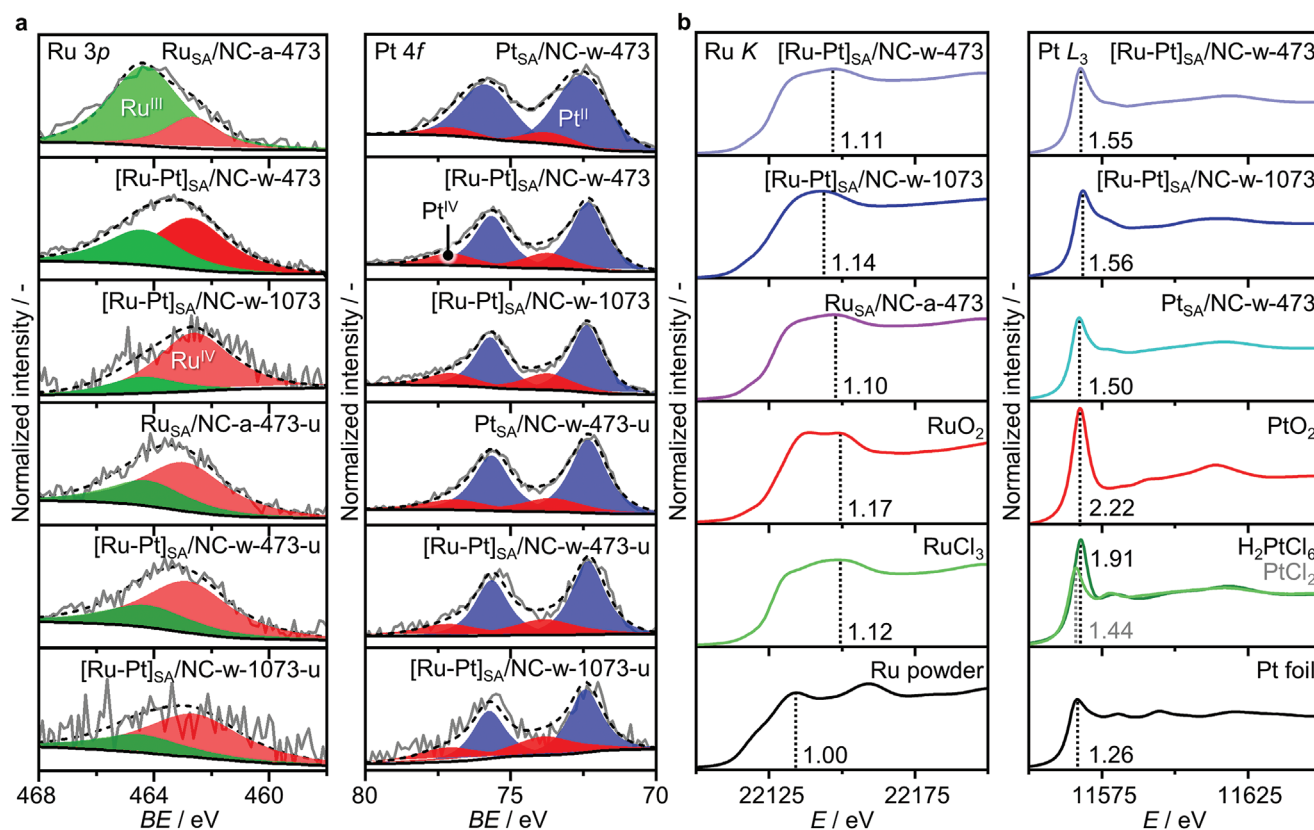 a
Ru 3p
Ru_SA/NC-a-473
Ru^III
[Ru-Pt]_SA/NC-w-473
[Ru-Pt]_SA/NC-w-1073
Ru^IV
Ru_SA/NC-a-473-u
[Ru-Pt]_SA/NC-w-473-u
[Ru-Pt]_SA/NC-w-1073-u
Normalized intensity / -
468 464 460
BE / eV
Pt 4f
Pt_SA/NC-w-473
Pt^II
[Ru-Pt]_SA/NC-w-473
Pt^IV
[Ru-Pt]_SA/NC-w-1073
Pt_SA/NC-w-473-u
[Ru-Pt]_SA/NC-w-473-u
[Ru-Pt]_SA/NC-w-1073-u
Normalized intensity / -
80 75 70
BE / eV
b
Ru K
[Ru-Pt]_SA/NC-w-473
1.11
[Ru-Pt]_SA/NC-w-1073
1.14
Ru_SA/NC-a-473
1.10
RuO₂
1.17
RuCl₃
1.12
Ru powder
1.00
Normalized intensity / -
22125 22175
E / eV
Pt L₃
[Ru-Pt]_SA/NC-w-473
1.55
[Ru-Pt]_SA/NC-w-1073
1.56
Pt_SA/NC-w-473
1.50
PtO₂
2.22
1.91
H₂PtCl₆
PtCl₂
1.44
Pt foil
1.26
Normalized intensity / -
11575 11625
E / eV